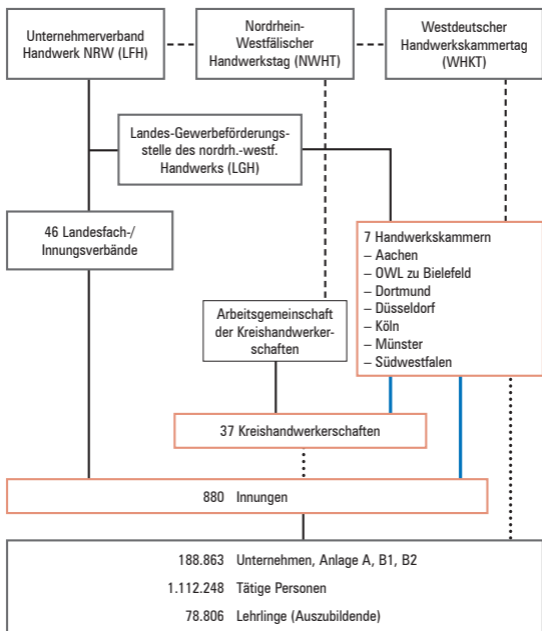 Unternehmerverband
Handwerk NRW (LFH)
Nordrhein-
Westfälischer
Handwerkstag (NWHT)
Westdeutscher
Handwerkskammertag
(WHKT)
Landes-Gewerbeförderungs-
stelle des nordrh.-westf.
Handwerks (LGH)
46 Landesfach-/
Innungsverbände
7 Handwerkskammern
– Aachen
– OWL zu Bielefeld
– Dortmund
– Düsseldorf
– Köln
– Münster
– Südwestfalen
Arbeitsgemeinschaft
der Kreishandwerker-
schaften
37 Kreishandwerkerschaften
880 Innungen
188.863 Unternehmen, Anlage A, B1, B2
1.112.248 Tätige Personen
78.806 Lehrlinge (Auszubildende)